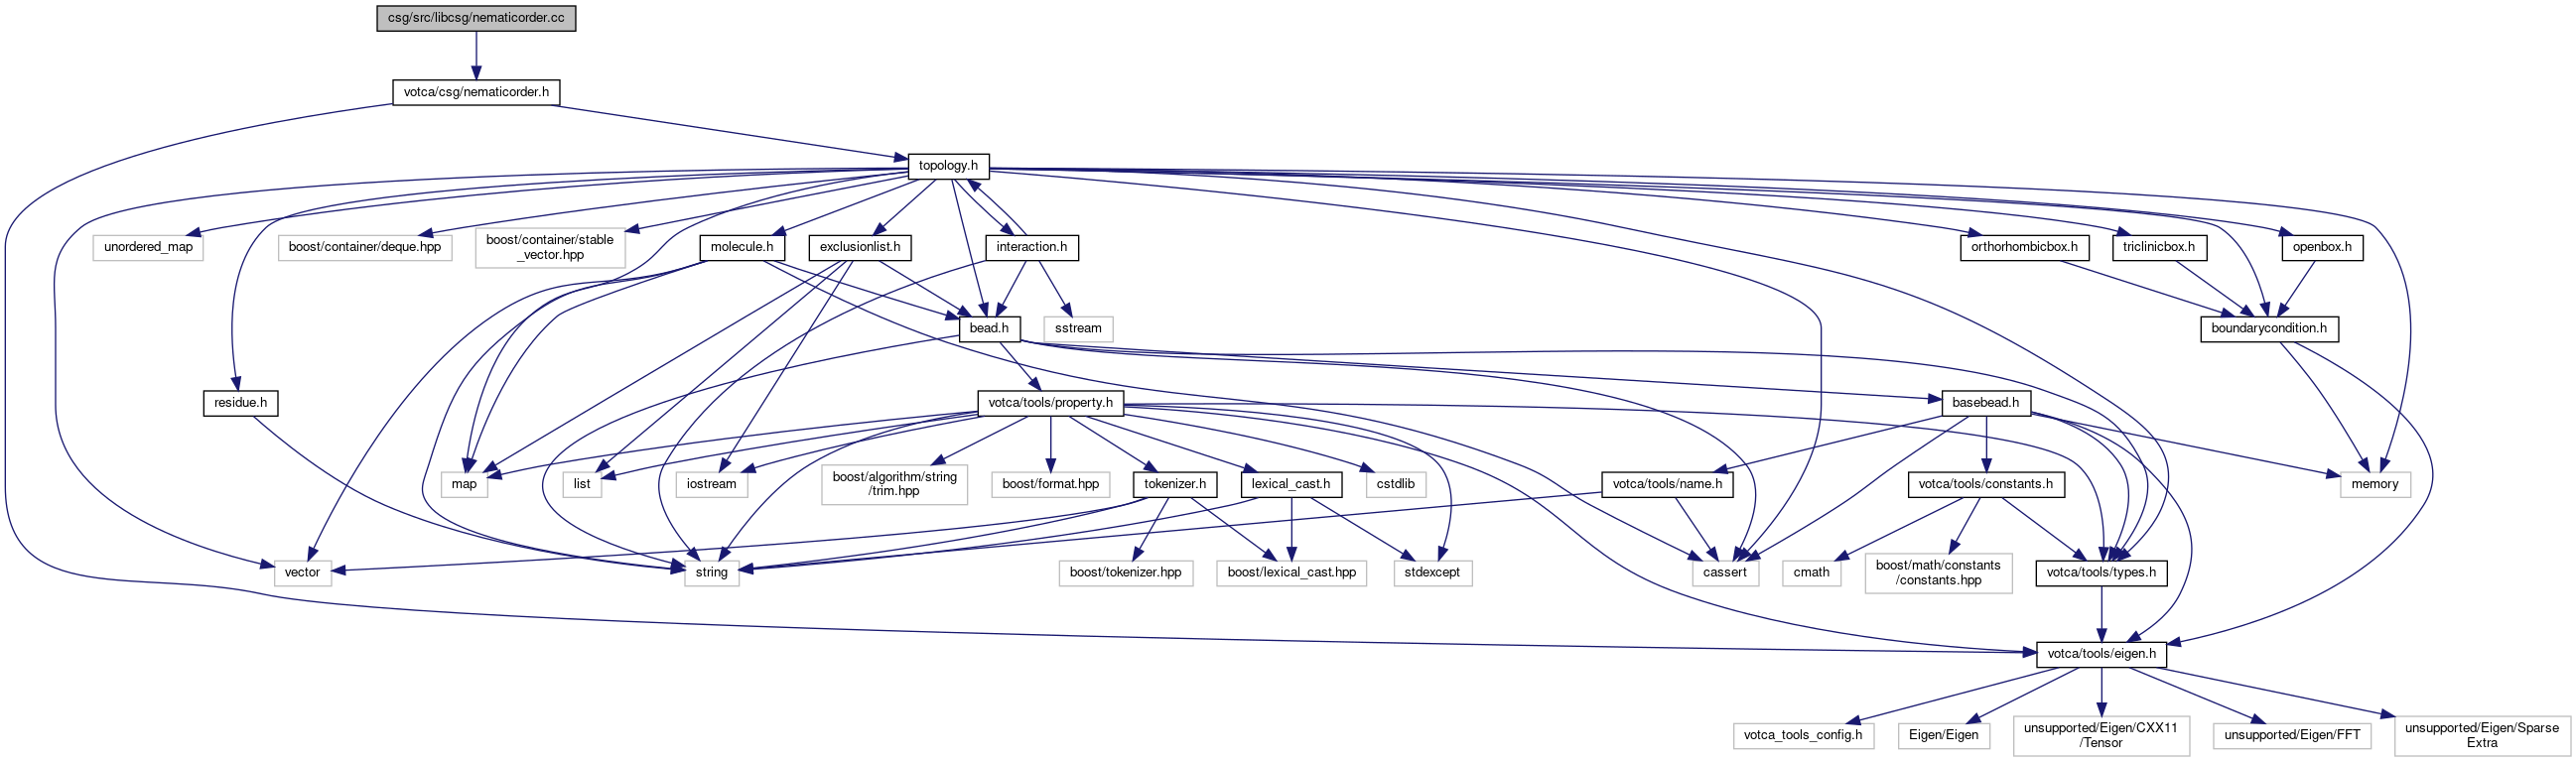 csg/src/libcsg/nematicorder.cc
votca/csg/nematicorder.h
topology.h
unordered_map
boost/container/deque.hpp
boost/container/stable
_vector.hpp
molecule.h
exclusionlist.h
interaction.h
orthorhombicbox.h
triclinicbox.h
openbox.h
bead.h
sstream
boundarycondition.h
residue.h
votca/tools/property.h
basebead.h
map
list
iostream
boost/algorithm/string
/trim.hpp
boost/format.hpp
tokenizer.h
lexical_cast.h
cstdlib
votca/tools/name.h
votca/tools/constants.h
memory
vector
string
boost/tokenizer.hpp
boost/lexical_cast.hpp
stdexcept
cassert
cmath
boost/math/constants
/constants.hpp
votca/tools/types.h
votca/tools/eigen.h
votca_tools_config.h
Eigen/Eigen
unsupported/Eigen/CXX11
/Tensor
unsupported/Eigen/FFT
unsupported/Eigen/Sparse
Extra